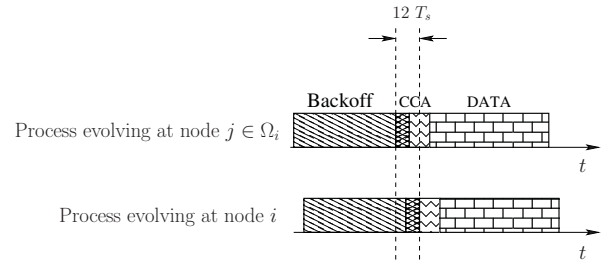 12 T_s
Backoff CCA DATA
Process evolving at node j ∈ Ω_i
t
Process evolving at node i
t